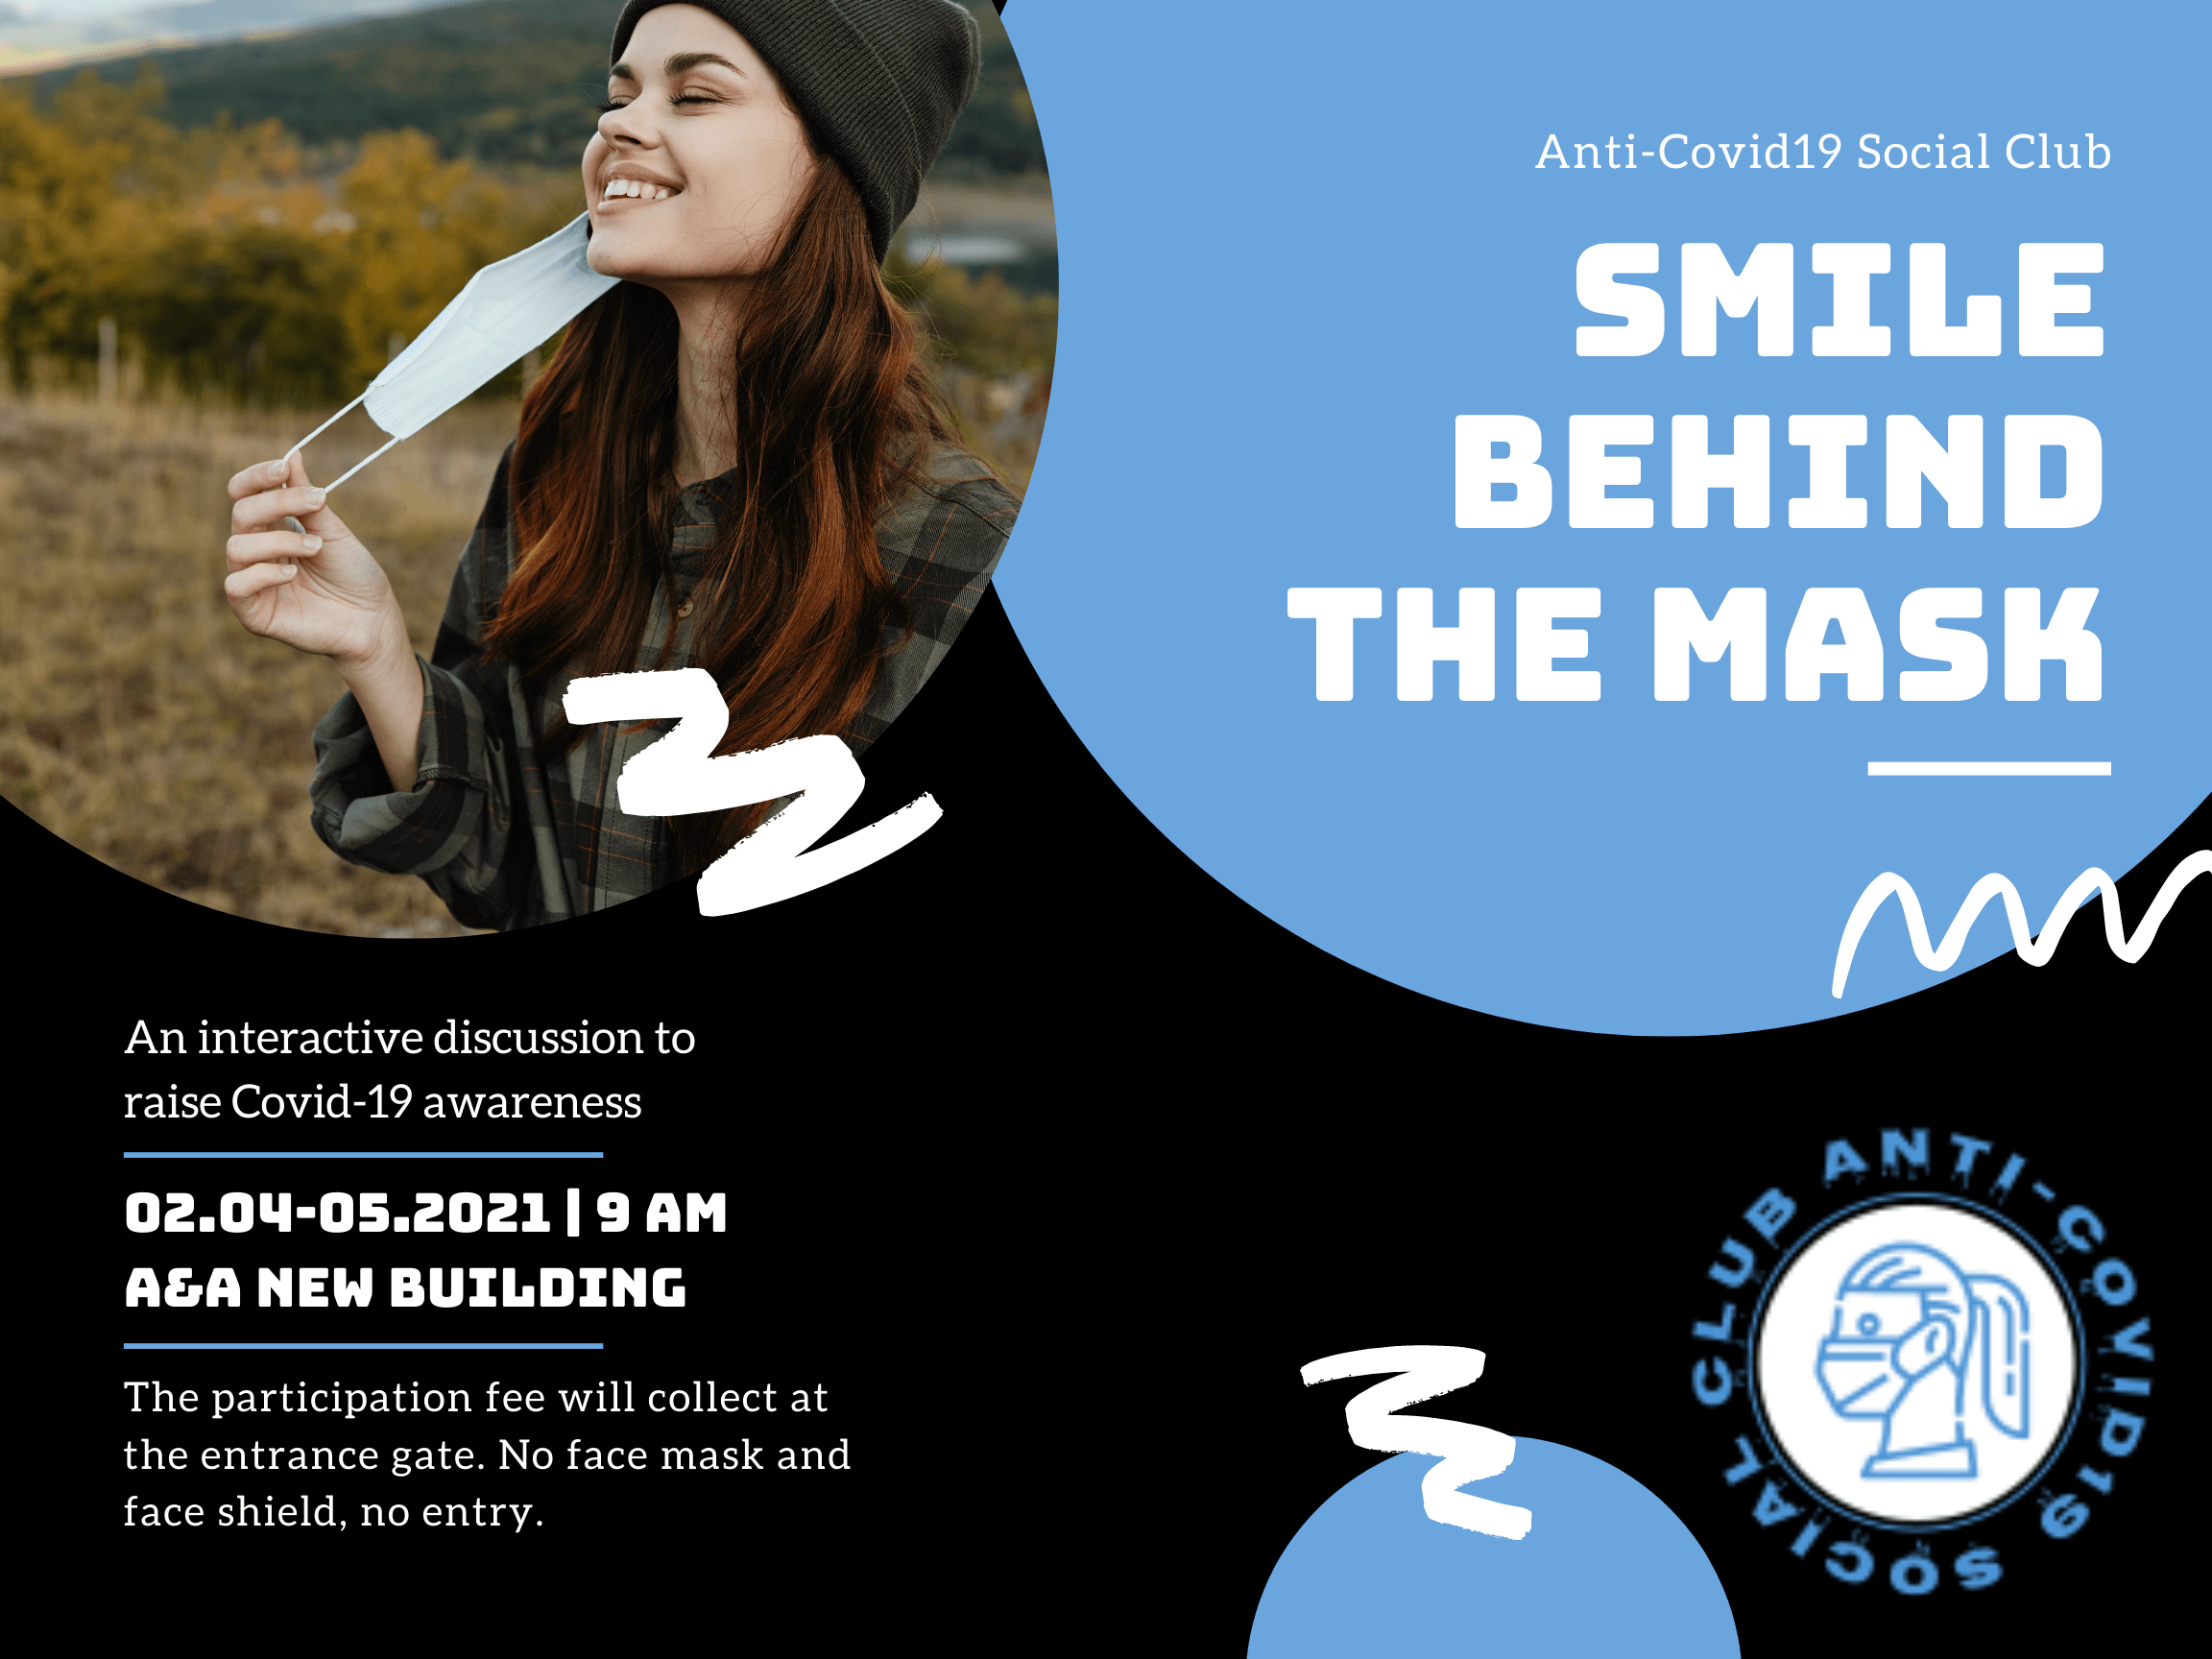 Anti-Covid19 Social Club
SMILE
BEHIND
THE MASK
An interactive discussion to
raise Covid-19 awareness
02.04-05.2021 | 9 AM
A&A NEW BUILDING
The participation fee will collect at
the entrance gate. No face mask and
face shield, no entry.
ANTI-COVID19 SOCIAL CLUB